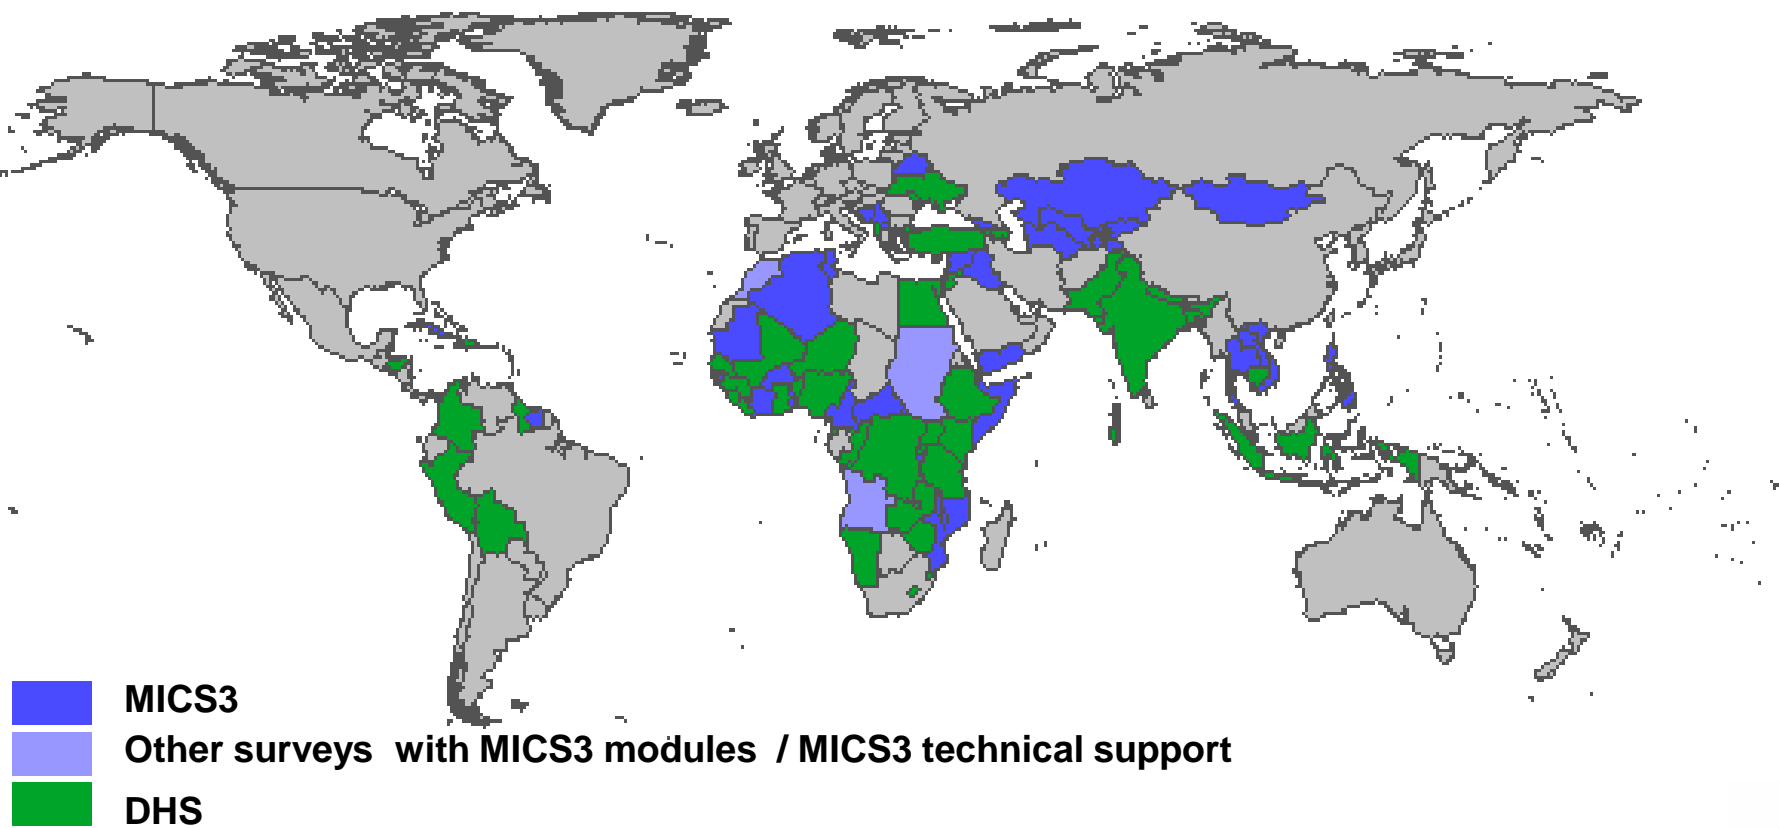 MICS3
Other surveys  with MICS3 modules  / MICS3 technical support
DHS